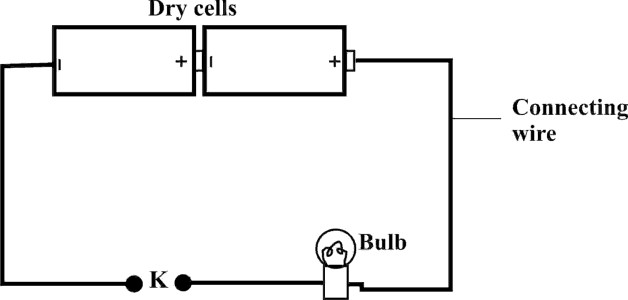 Dry cells
– + – +
Connecting
wire
Bulb
K